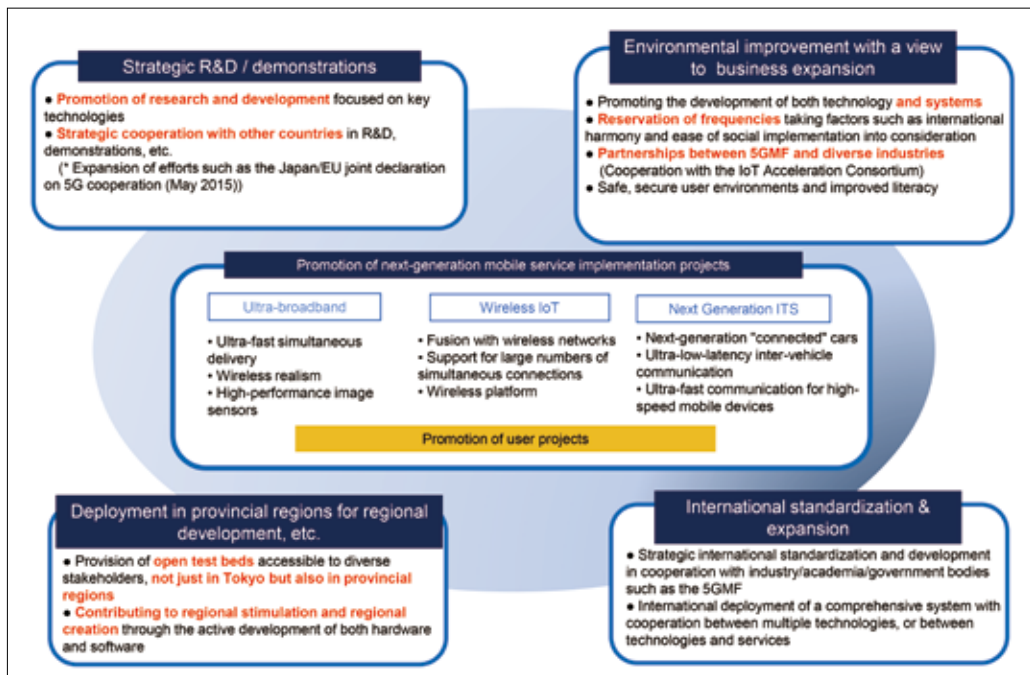 Strategic R&D / demonstrations
● Promotion of research and development focused on key
technologies
● Strategic cooperation with other countries in R&D,
demonstrations, etc.
(* Expansion of efforts such as the Japan/EU joint declaration
on 5G cooperation (May 2015))
Environmental improvement with a view
to business expansion
● Promoting the development of both technology and systems
● Reservation of frequencies taking factors such as international
harmony and ease of social implementation into consideration
● Partnerships between 5GMF and diverse industries
(Cooperation with the IoT Acceleration Consortium)
● Safe, secure user environments and improved literacy
Promotion of next-generation mobile service implementation projects
Ultra-broadband
• Ultra-fast simultaneous
delivery
• Wireless realism
• High-performance image
sensors
Wireless IoT
• Fusion with wireless networks
• Support for large numbers of
simultaneous connections
• Wireless platform
Next Generation ITS
• Next-generation "connected" cars
• Ultra-low-latency inter-vehicle
communication
• Ultra-fast communication for high-
speed mobile devices
Promotion of user projects
Deployment in provincial regions for regional
development, etc.
● Provision of open test beds accessible to diverse
stakeholders, not just in Tokyo but also in provincial
regions
● Contributing to regional stimulation and regional
creation through the active development of both hardware
and software
International standardization &
expansion
● Strategic international standardization and development
in cooperation with industry/academia/government bodies
such as the 5GMF
● International deployment of a comprehensive system with
cooperation between multiple technologies, or between
technologies and services